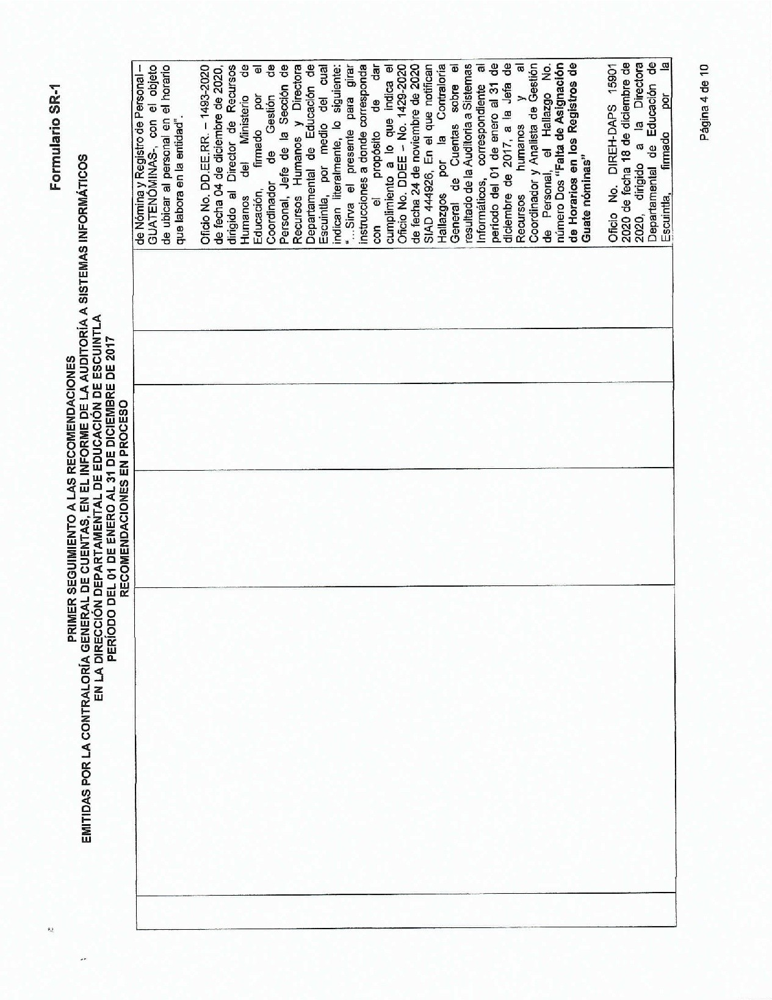 Formulario SR-1
PRIMER SEGUIMIENTO A LAS RECOMENDACIONES
EMITIDAS POR LA CONTRALORÍA GENERAL DE CUENTAS, EN EL INFORME DE LA AUDITORÍA A SISTEMAS INFORMÁTICOS
EN LA DIRECCIÓN DEPARTAMENTAL DE EDUCACIÓN DE ESCUINTLA
PERÍODO DEL 01 DE ENERO AL 31 DE DICIEMBRE DE 2017
RECOMENDACIONES EN PROCESO
de Nómina y Registro de Personal –
GUATENÓMINAS-, con el objeto
de ubicar al personal en el horario
que labora en la entidad”.
Oficio No. DD.EE.RR. – 1493-2020
de fecha 04 de diciembre de 2020,
dirigido al Director de Recursos
Humanos del Ministerio de
Educación, firmado por el
Coordinador de Gestión de
Personal, Jefe de la Sección de
Recursos Humanos y Directora
Departamental de Educación de
Escuintla, por medio del cual
indican literalmente, lo siguiente:
“…Sirva el presente para girar
instrucciones a donde corresponda
con el propósito de dar
cumplimiento a lo que indica el
Oficio No. DDEE – No. 1429-2020
de fecha 24 de noviembre de 2020
SIAD 444926, En el que notifican
Hallazgos por la Contraloría
General de Cuentas sobre el
resultado de la Auditoria a Sistemas
Informáticos, correspondiente al
periodo del 01 de enero al 31 de
diciembre de 2017, a la Jefa de
Recursos humanos y al
Coordinador y Analista de Gestión
de Personal, el Hallazgo No.
número Dos “Falta de Asignación
de Horarios en los Registros de
Guate nóminas”
Oficio No. DIREH-DAPS 15901
2020 de fecha 18 de diciembre de
2020, dirigido a la Directora
Departamental de Educación de
Escuintla, firmado por la
Página 4 de 10